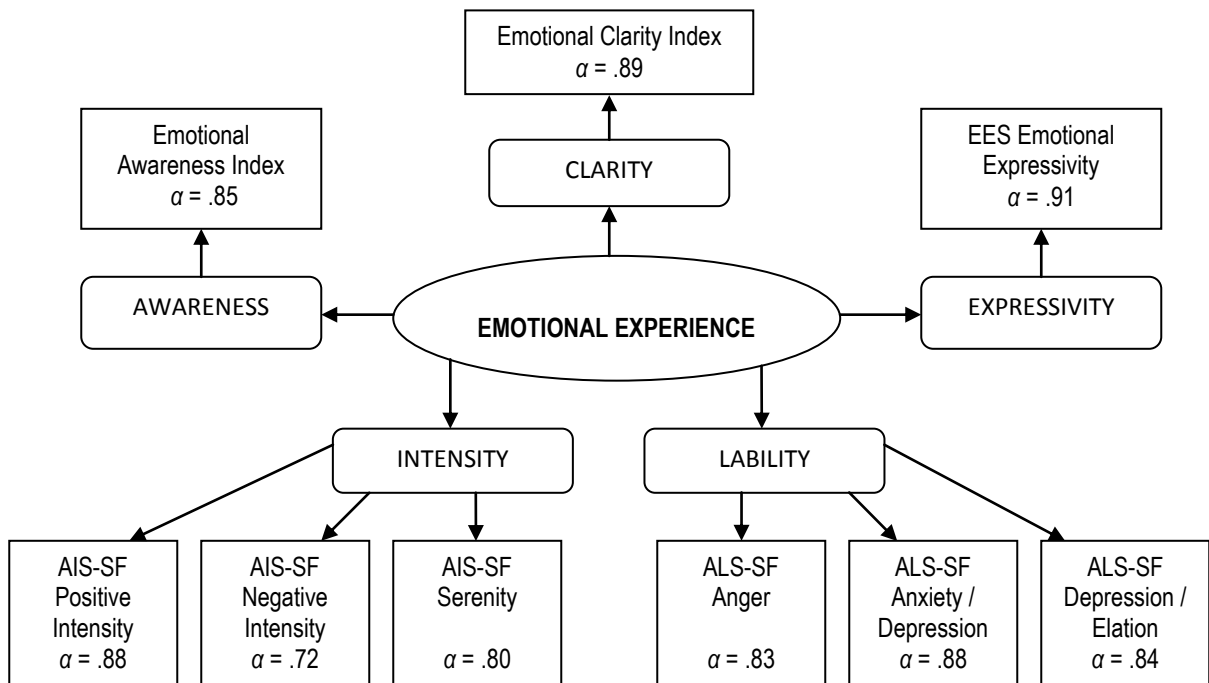 Emotional Clarity Index
α = .89
Emotional
Awareness Index
α = .85
EES Emotional
Expressivity
α = .91
CLARITY
AWARENESS
EXPRESSIVITY
EMOTIONAL EXPERIENCE
INTENSITY
LABILITY
AIS-SF
Positive
Intensity
α = .88
AIS-SF
Negative
Intensity
α = .72
AIS-SF
Serenity
α = .80
ALS-SF
Anger
α = .83
ALS-SF
Anxiety /
Depression
α = .88
ALS-SF
Depression /
Elation
α = .84